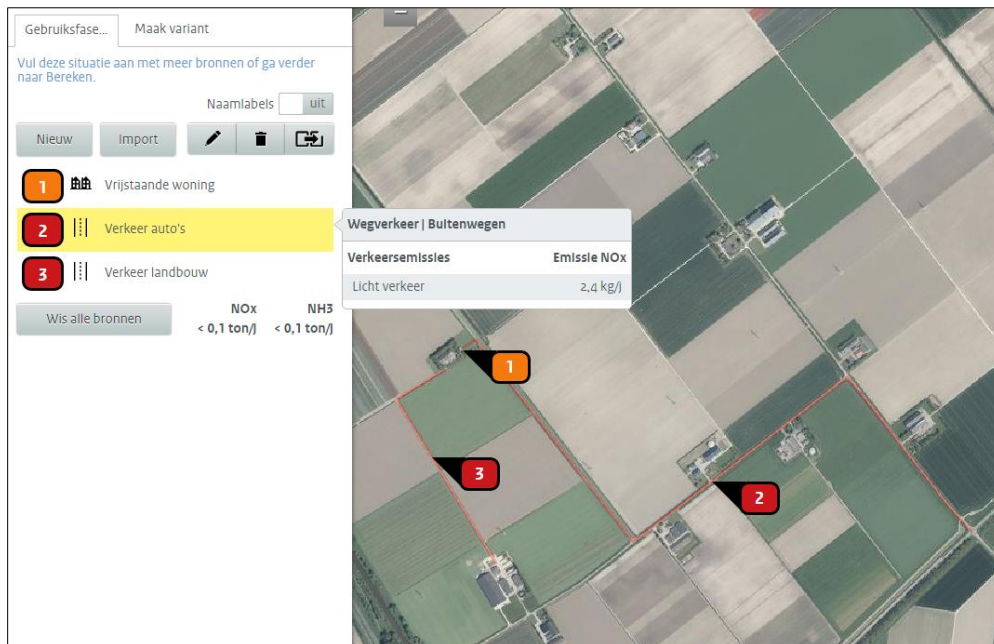 Gebruiksfase...
Maak variant
Vul deze situatie aan met meer bronnen of ga verder
naar Bereken.
Naamlabels uit
Nieuw
Import
1 Vrijstaande woning
2 Verkeer auto's
3 Verkeer landbouw
Wis alle bronnen
NOx NH3
< 0,1 ton/j < 0,1 ton/j
Wegverkeer | Buitenwegen
Verkeersemissies Emissie NOx
Licht verkeer 2,4 kg/j
1
3
2